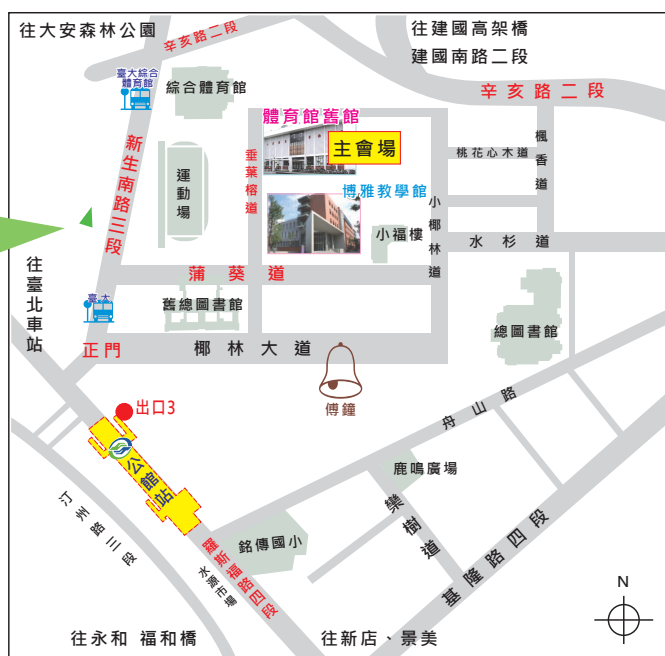 往大安森林公園
辛亥路二段
往建國高架橋
建國南路二段
臺大綜合
體育館
綜合體育館
辛亥路二段
體育館舊館
主會場
楓香道
桃花心木道
新生南路三段
運動場
垂葉榕道
博雅教學館
小椰林道
小福樓
水杉道
往臺北車站
蒲葵道
臺大
舊總圖書館
總圖書館
正門
椰林大道
傅鐘
出口3
舟山路
公館站
鹿鳴廣場
汀州路三段
欒樹道
銘傳國小
羅斯福路四段
水源市場
基隆路四段
N
往永和 福和橋
往新店、景美